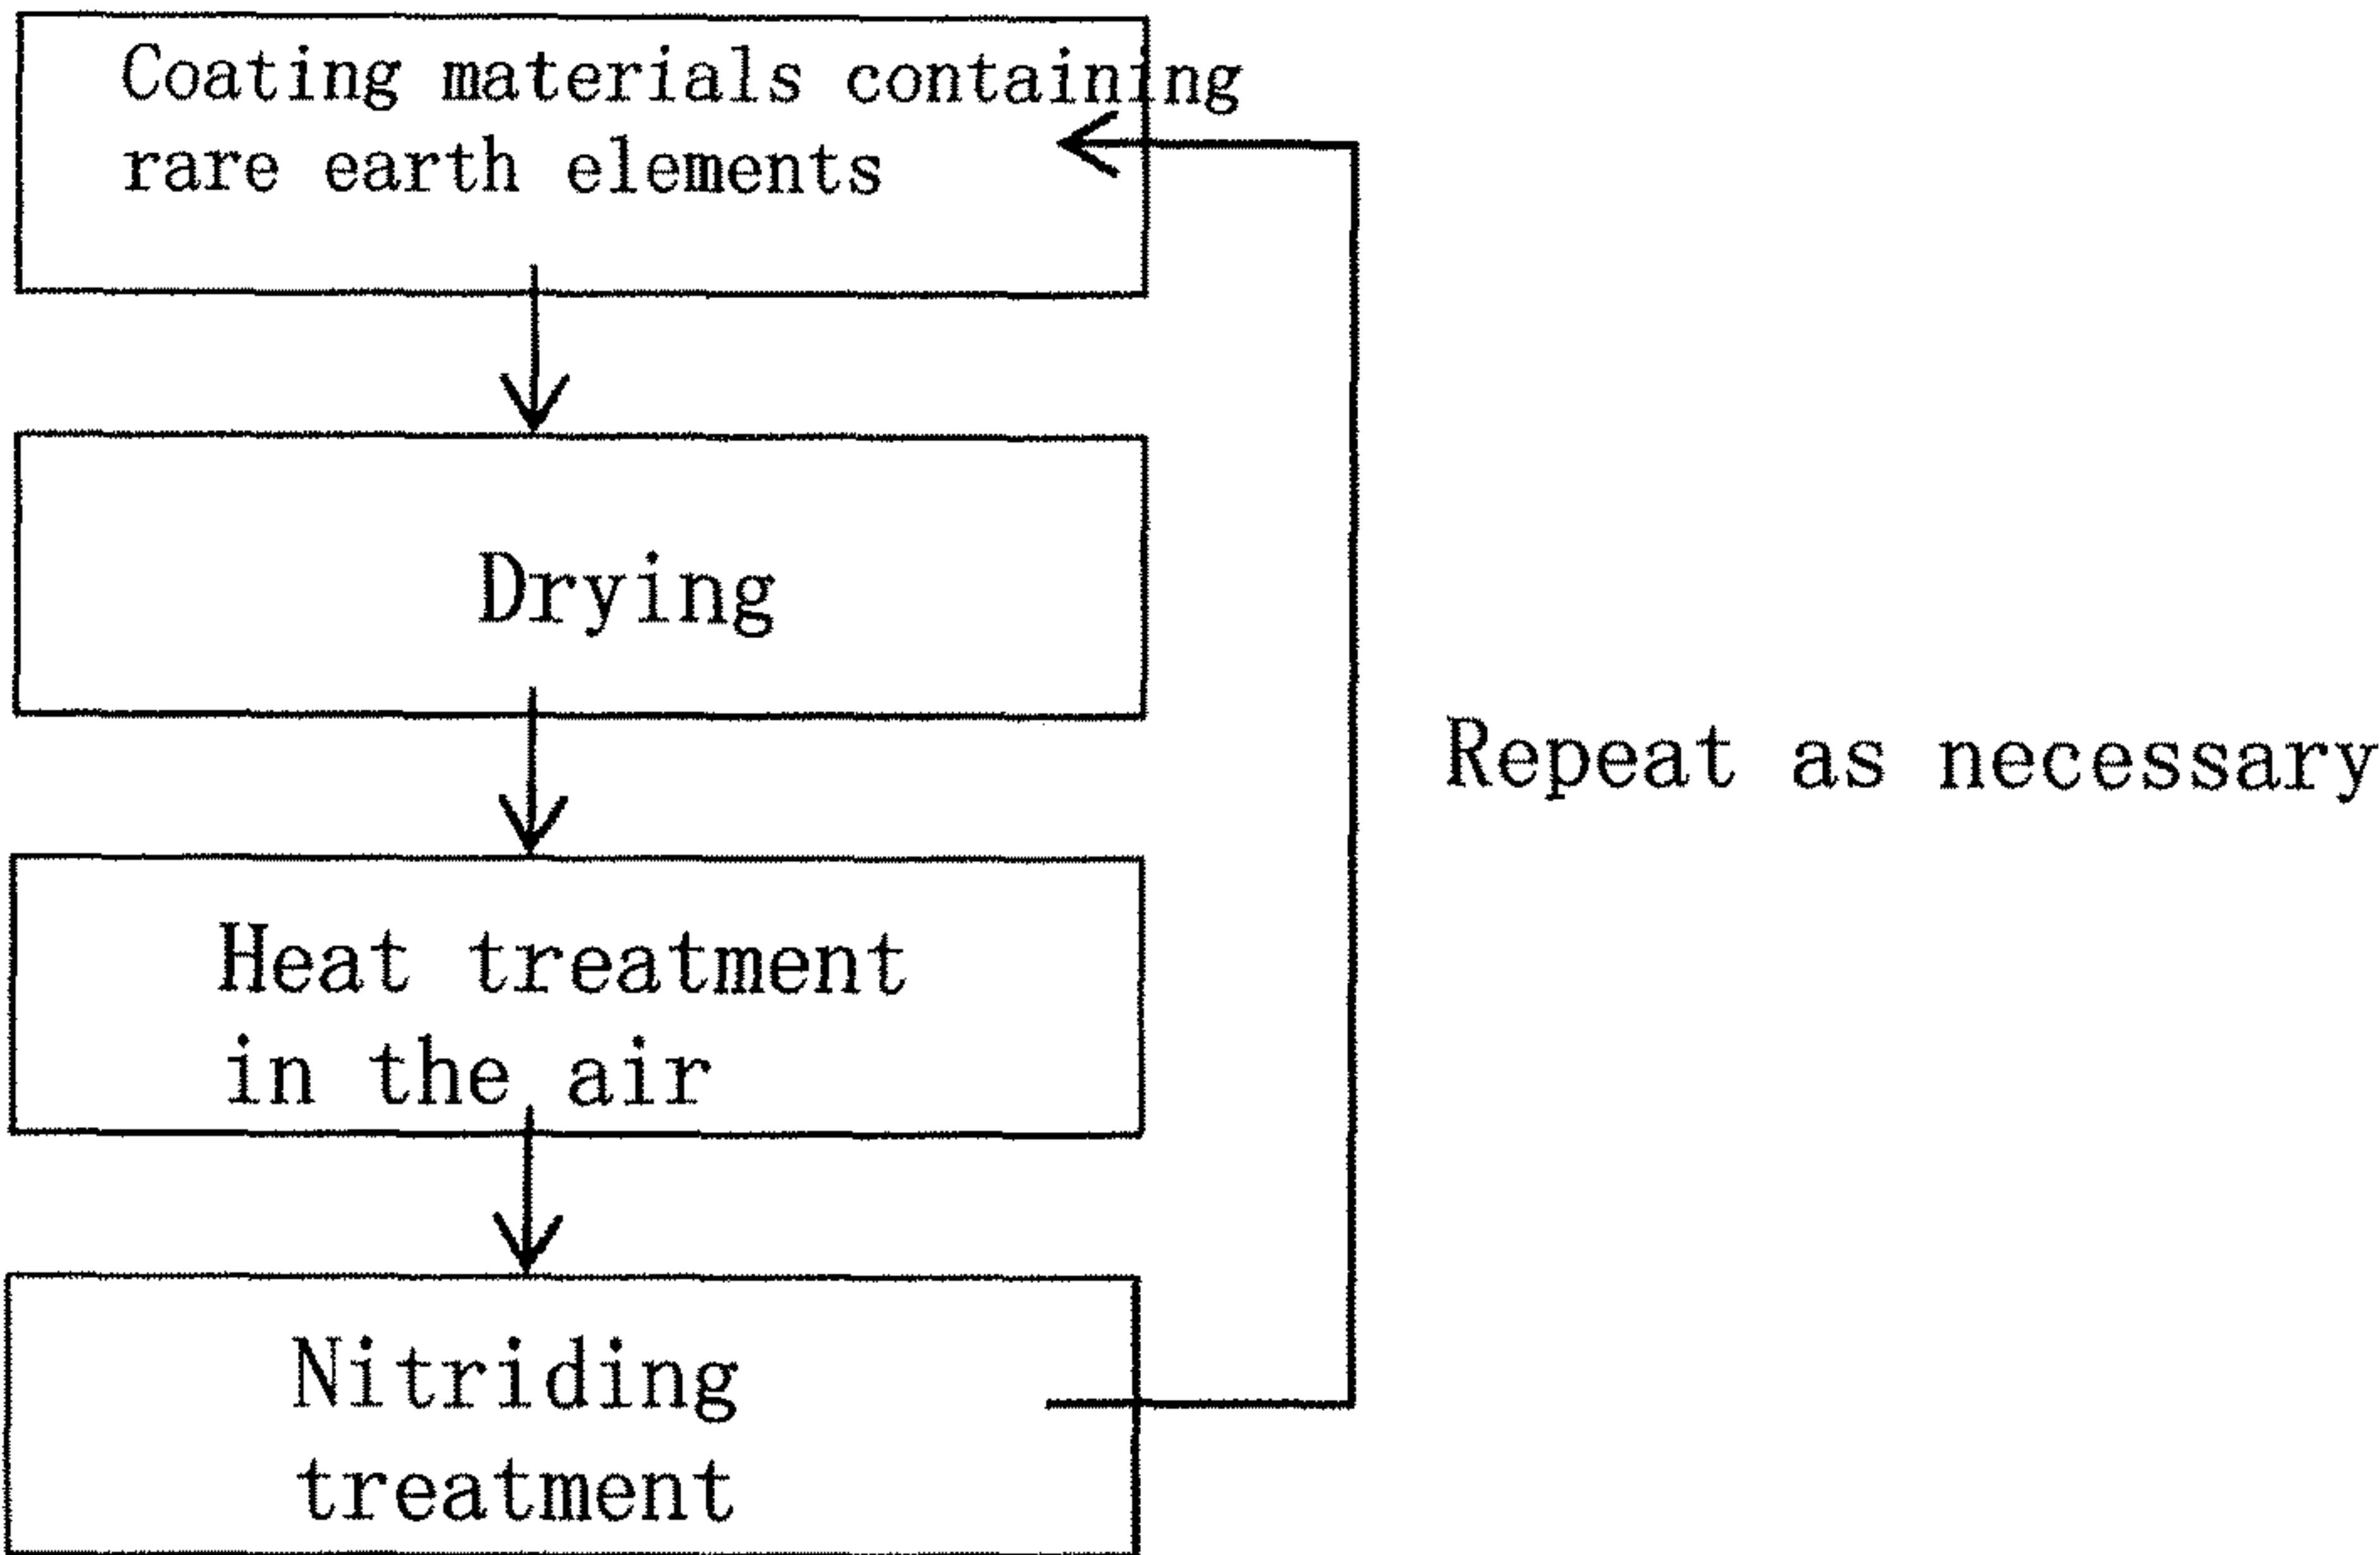 Coating materials containing
rare earth elements
Drying
Heat treatment
in the air
Nitriding
treatment
Repeat as necessary